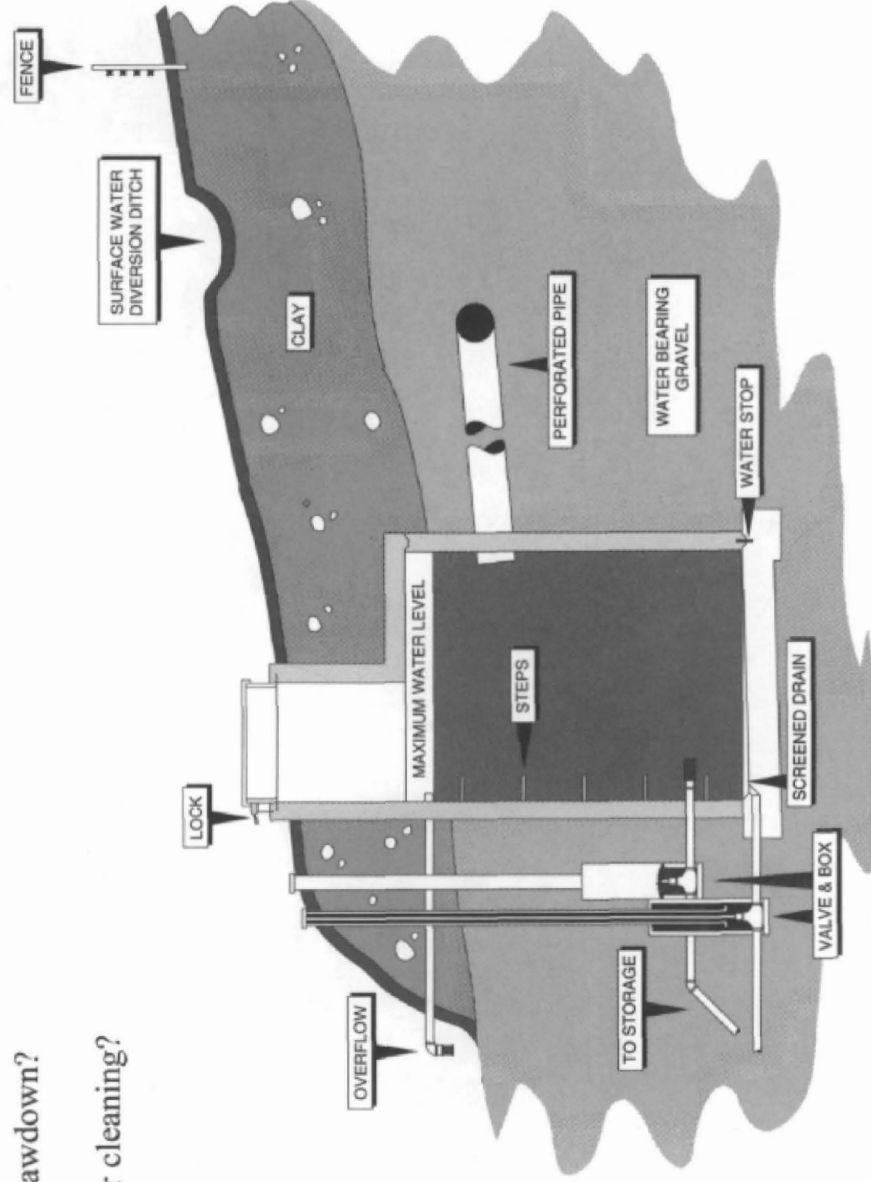 awdown?
r cleaning?
FENCE
SURFACE WATER
DIVERSION DITCH
LOCK
CLAY
OVERFLOW
MAXIMUM WATER LEVEL
STEPS
PERFORATED PIPE
TO STORAGE
WATER BEARING
GRAVEL
WATER STOP
SCREENED DRAIN
VALVE & BOX